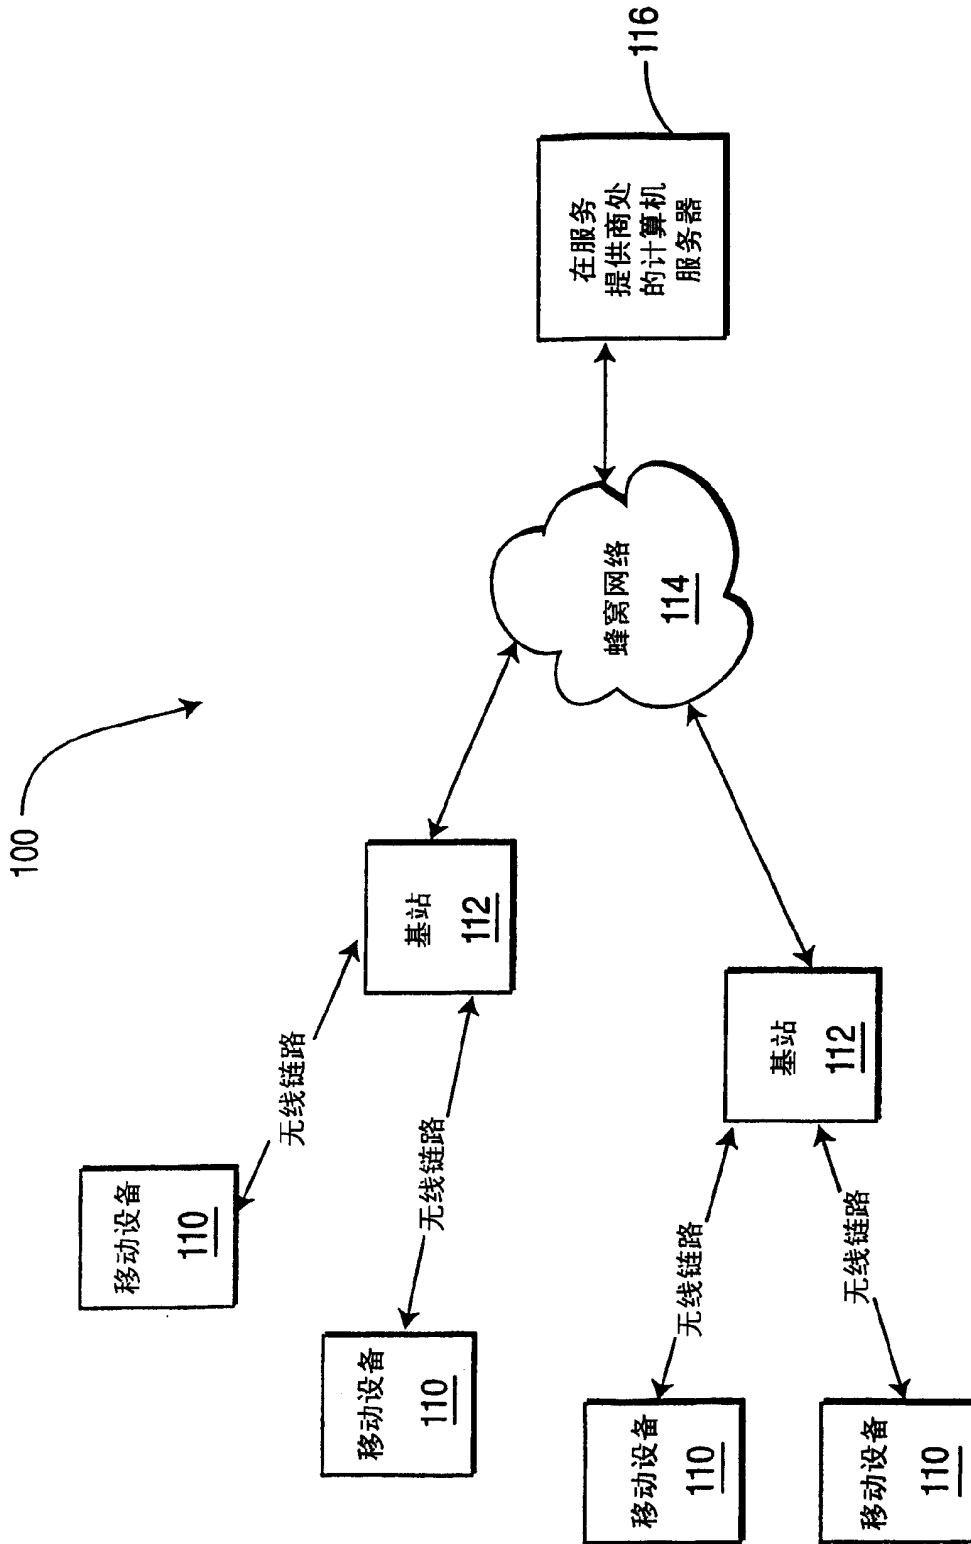 100
移动设备
110
无线链路
移动设备
110
无线链路
基站
112
移动设备
110
无线链路
移动设备
110
无线链路
基站
112
蜂窝网络
114
在服务
提供商处
的计算机
服务器
116